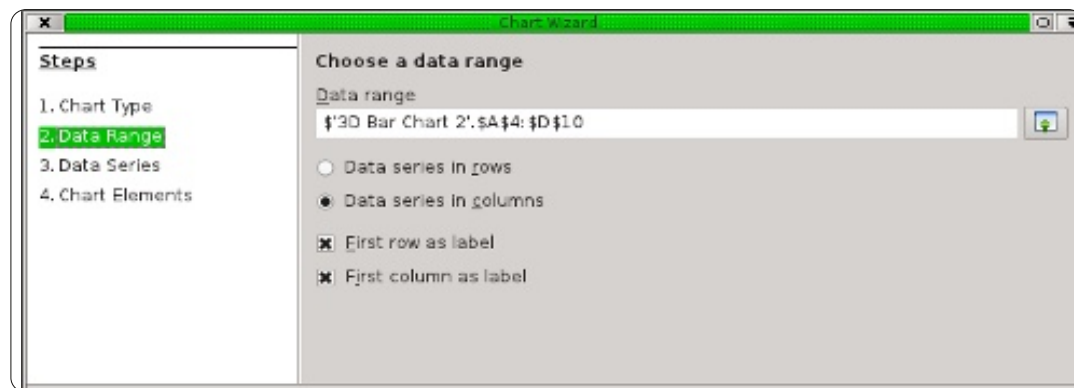 Chart Wizard
Steps
1. Chart Type
2. Data Range
3. Data Series
4. Chart Elements
Choose a data range
Data range
$'3D Bar Chart 2'.$A$4:$D$10
Data series in rows
Data series in columns
First row as label
First column as label